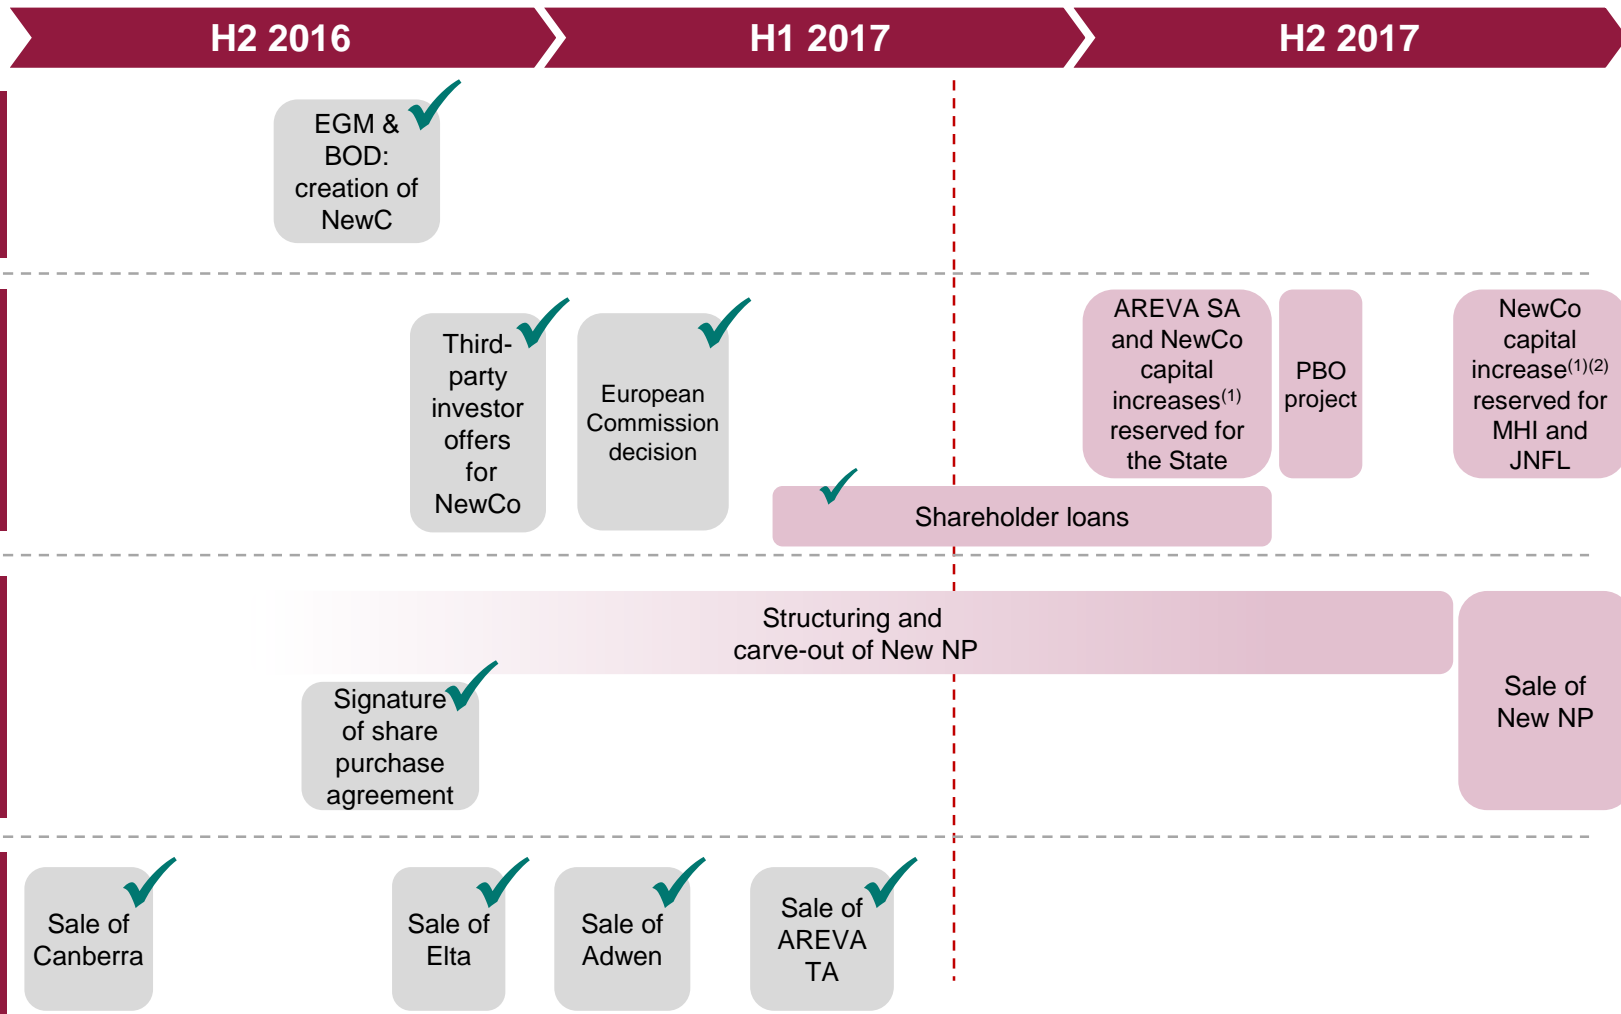 H2 2016
H1 2017
H2 2017
EGM &
BOD:
creation of
NewC
Third-
party
investor
offers
for
NewCo
European
Commission
decision
AREVA SA
and NewCo
capital
increases(1)
reserved for
the State
PBO
project
NewCo
capital
increase(1)(2)
reserved for
MHI and
JNFL
Shareholder loans
Structuring and
carve-out of New NP
Signature
of share
purchase
agreement
Sale of
New NP
Sale of
Canberra
Sale of
Elta
Sale of
Adwen
Sale of
AREVA
TA